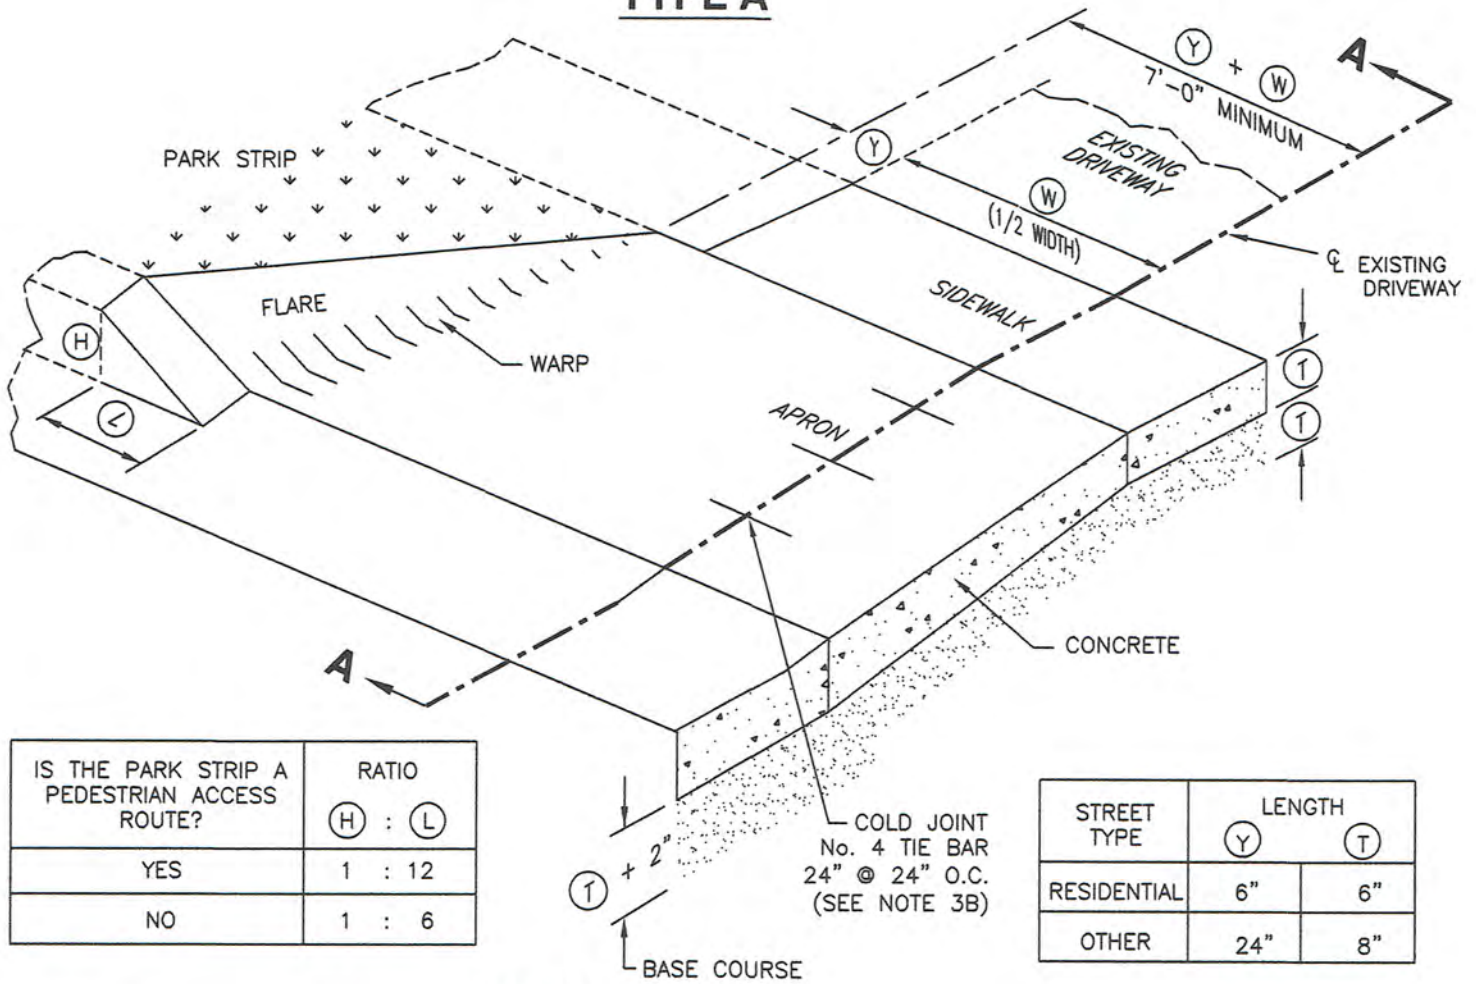 Y + W
7'-0" MINIMUM
A
PARK STRIP
Y
EXISTING
DRIVEWAY
W
(1/2 WIDTH)
℄ EXISTING
DRIVEWAY
FLARE
SIDEWALK
H
WARP
T
L
APRON
T
CONCRETE
A
IS THE PARK STRIP A
PEDESTRIAN ACCESS
ROUTE?
RATIO
H : L
YES
1 : 12
NO
1 : 6
T + 2"
BASE COURSE
COLD JOINT
No. 4 TIE BAR
24" @ 24" O.C.
(SEE NOTE 3B)
STREET
TYPE
LENGTH
Y
T
RESIDENTIAL
6"
6"
OTHER
24"
8"